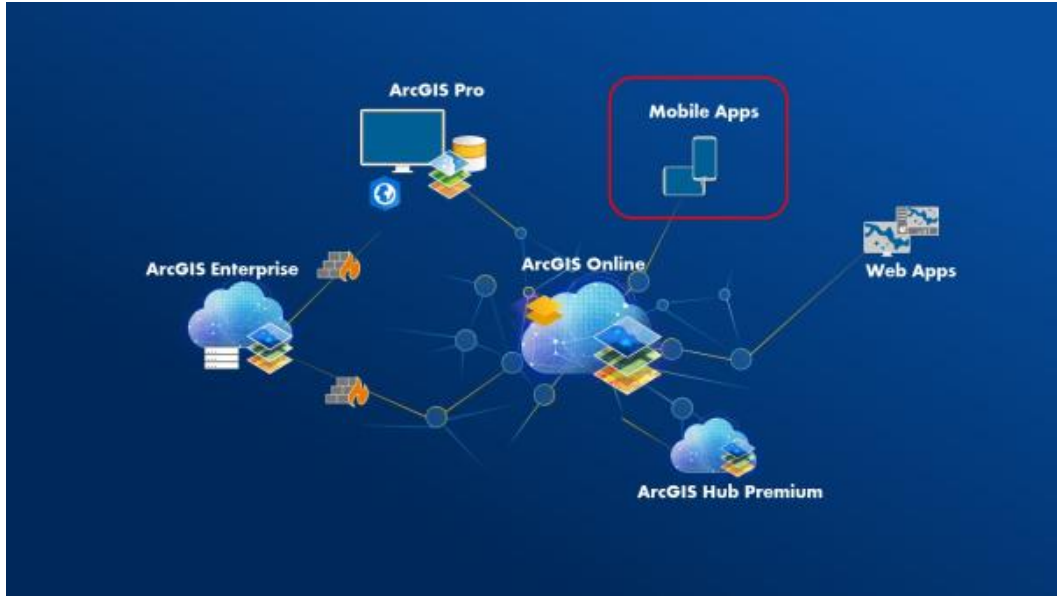 ArcGIS Pro
Mobile Apps
ArcGIS Enterprise
ArcGIS Online
Web Apps
ArcGIS Hub Premium